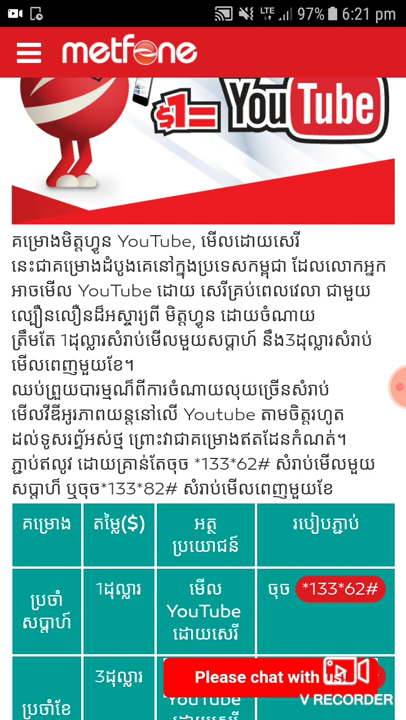 LTE 97% 6:21 pm
metfone
$1= YouTube
គម្រោងមិត្តហ្វូន YouTube, មើលដោយសេរី
នេះជាគម្រោងដំបូងគេនៅក្នុងប្រទេសកម្ពុជា ដែលលោកអ្នក
អាចមើល YouTube ដោយ សេរីគ្រប់ពេលវេលា ជាមួយ
ល្បឿនលឿនដ៏អស្ចារ្យពី មិត្តហ្វូន ដោយចំណាយ
ត្រឹមតែ 1ដុល្លារសំរាប់មើលមួយសប្តាហ៍ នឹង3ដុល្លារសំរាប់
មើលពេញមួយខែ។
ឈប់ព្រួយបារម្មណ៏ពីការចំណាយលុយច្រើនសំរាប់
មើលវីឌីអូរភាពយន្តនៅលើ Youtube តាមចិត្តរហូត
ដល់ទូសរព្ទ័អស់ថ្ម ព្រោះវាជាគម្រោងឥតដែនកំណត់។
ភ្ជាប់ឥលូវ ដោយគ្រាន់តែចុច *133*62# សំរាប់មើលមួយ
សប្តាហ៏ ឬចុច*133*82# សំរាប់មើលពេញមួយខែ
គម្រោង តម្លៃ($) អត្ថប្រយោជន៍ របៀបភ្ជាប់
ប្រចាំសប្តាហ៍ 1ដុល្លារ មើល YouTube ដោយសេរី ចុច *133*62#
ប្រចាំខែ 3ដុល្លារ YouTube
Please chat with us!
V RECORDER